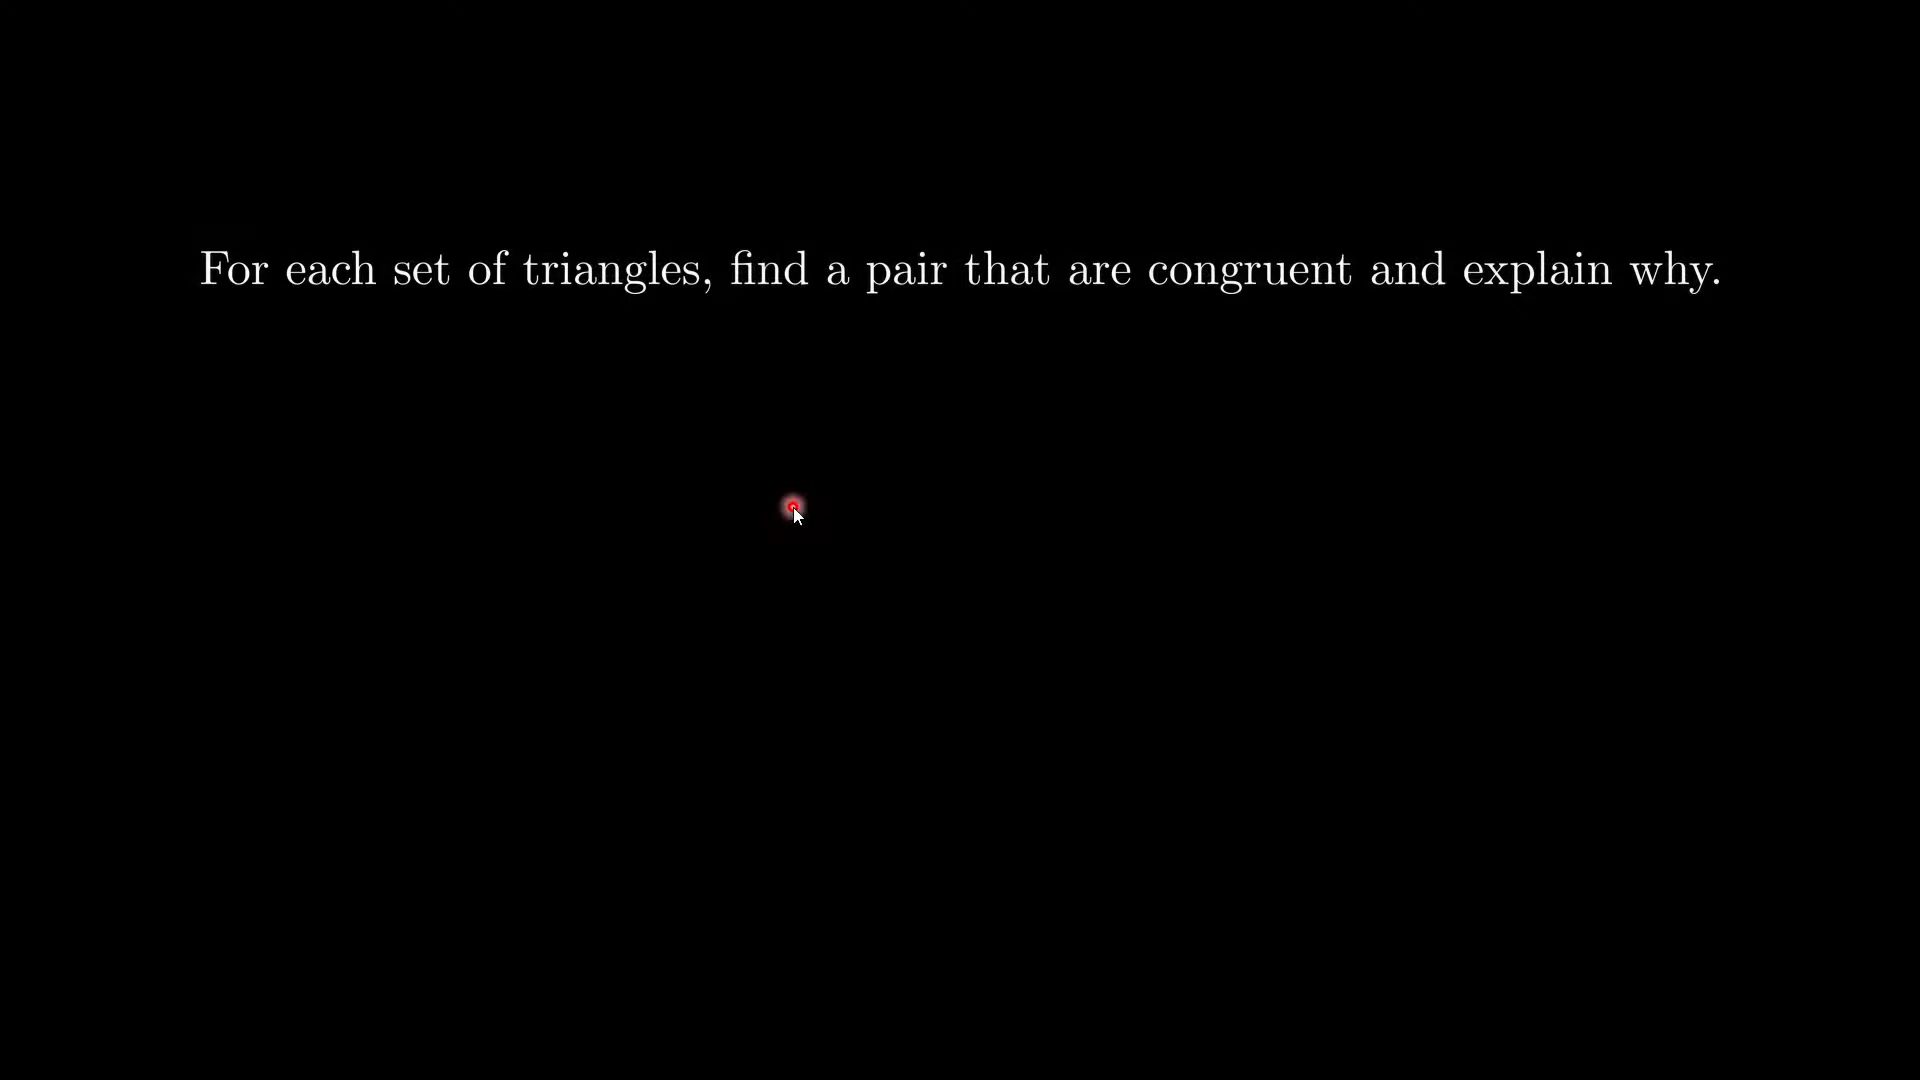 For each set of triangles, find a pair that are congruent and explain why.